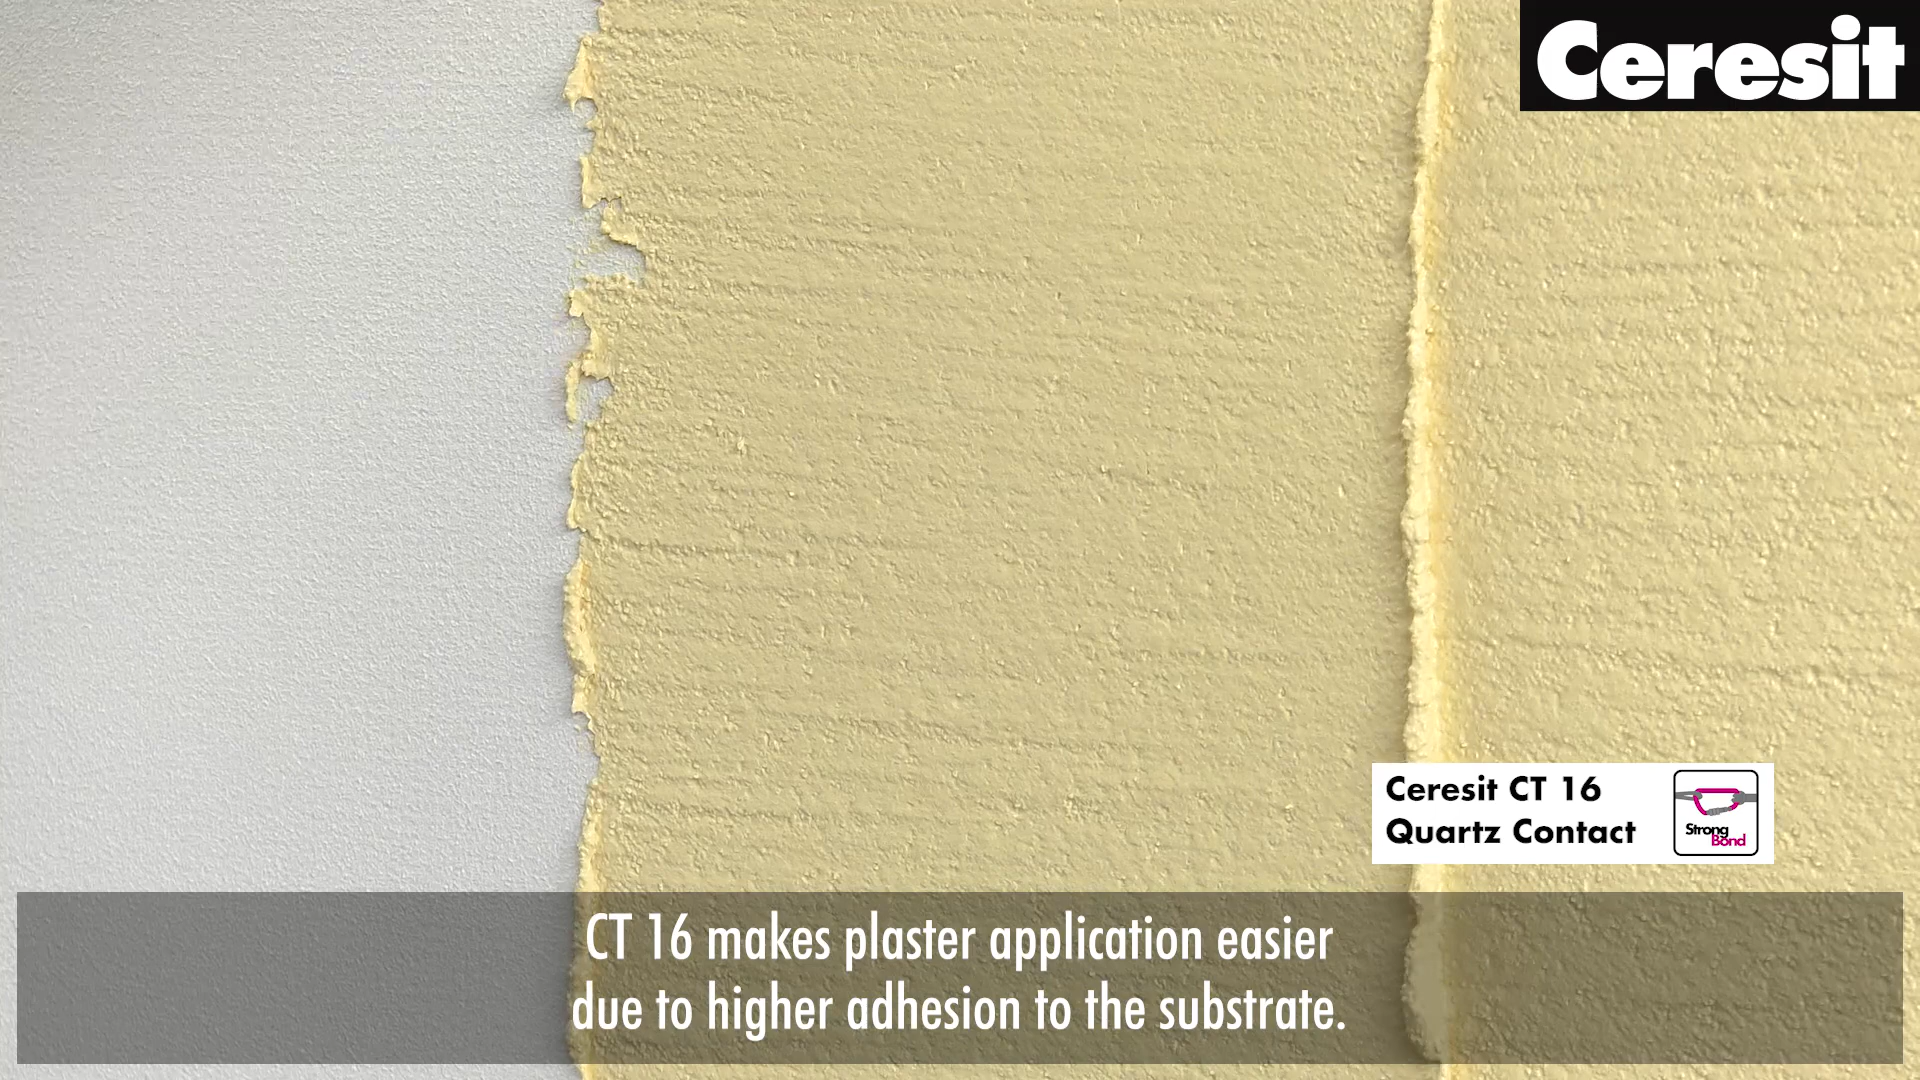 Ceresit
Ceresit CT 16
Quartz Contact
Strong
Bond
CT 16 makes plaster application easier
due to higher adhesion to the substrate.